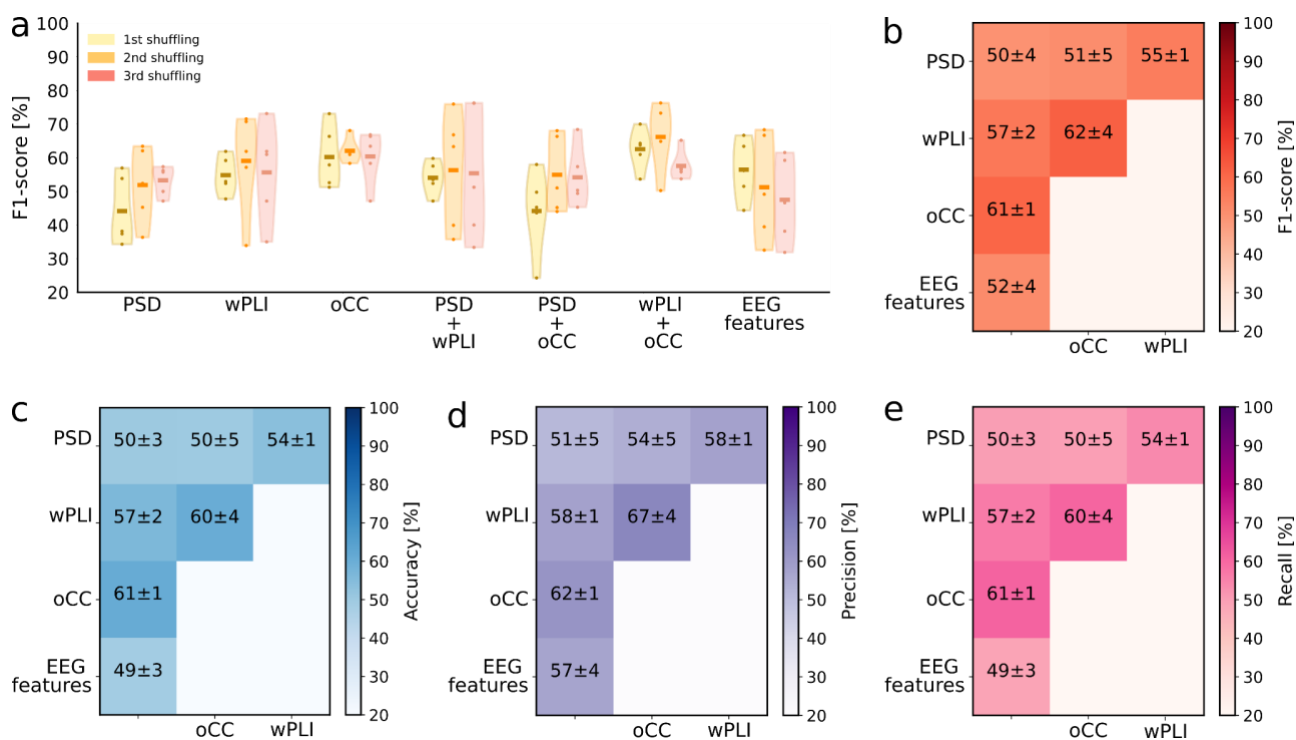 a
100
90
80
70
60
50
40
30
20
F1-score [%]
1st shuffling
2nd shuffling
3rd shuffling
PSD
wPLI
oCC
PSD
+
wPLI
PSD
+
oCC
wPLI
+
oCC
EEG
features
b
PSD
50±4 51±5 55±1
wPLI
57±2 62±4
oCC
61±1
EEG
features
52±4
oCC wPLI
100
90
80
70
60
50
40
30
20
F1-score [%]
c
PSD
50±3 50±5 54±1
wPLI
57±2 60±4
oCC
61±1
EEG
features
49±3
oCC wPLI
100
90
80
70
60
50
40
30
20
Accuracy [%]
d
PSD
51±5 54±5 58±1
wPLI
58±1 67±4
oCC
62±1
EEG
features
57±4
oCC wPLI
100
90
80
70
60
50
40
30
20
Precision [%]
e
PSD
50±3 50±5 54±1
wPLI
57±2 60±4
oCC
61±1
EEG
features
49±3
oCC wPLI
100
90
80
70
60
50
40
30
20
Recall [%]